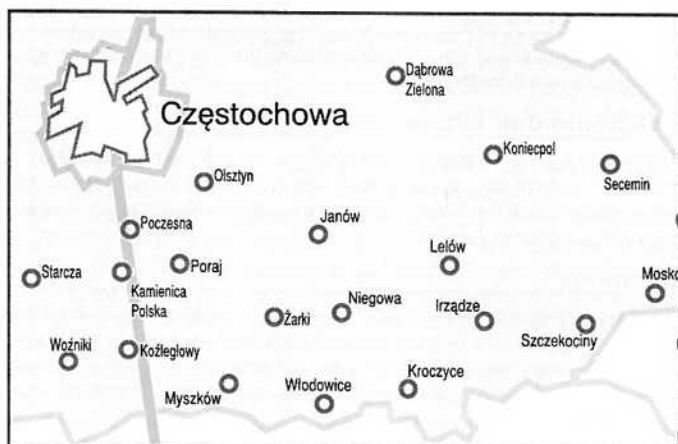 Dąbrowa
Zielona
Częstochowa
Koniecpol
Secemin
Olsztyn
Poczesna
Janów
Lelów
Starcza
Poraj
Kamienica
Polska
Mosko
Żarki
Niegowa
Irządze
Szczekociny
Woźniki
Koźległowy
Myszków
Włodowice
Kroczyce